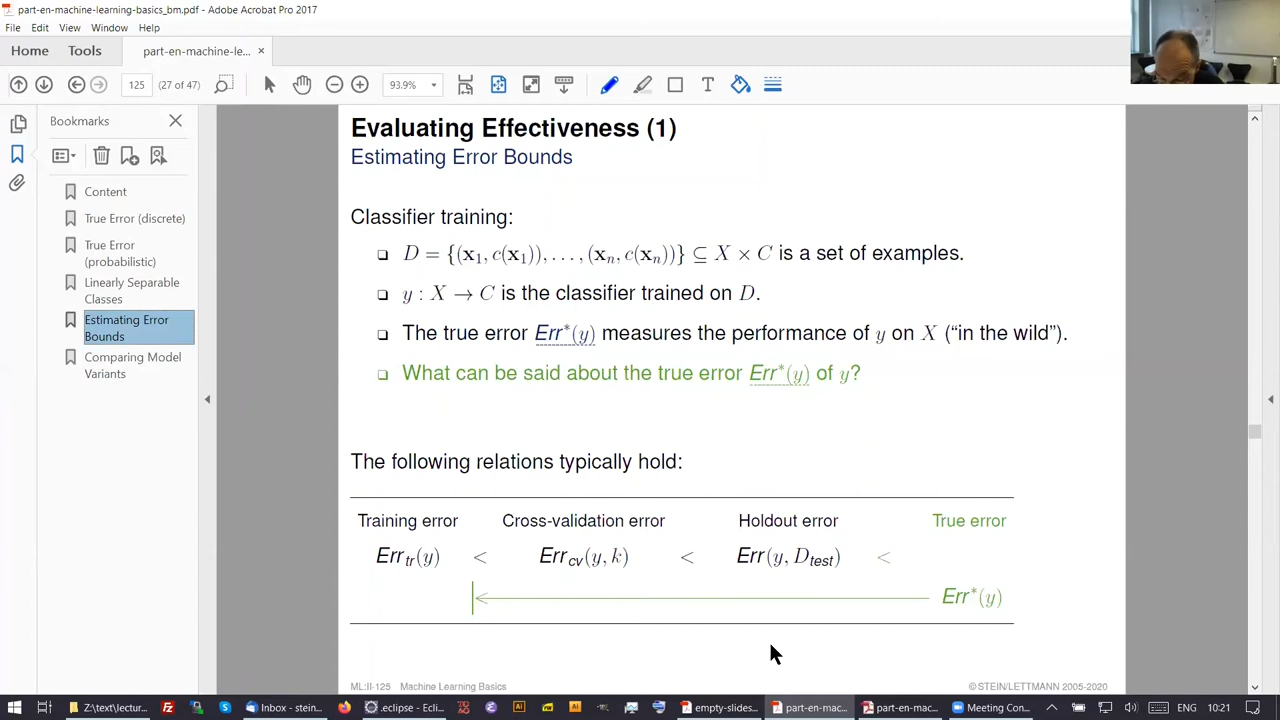 part-en-machine-learning-basics_bm.pdf - Adobe Acrobat Pro 2017
File Edit View Window Help
Home Tools part-en-machine-le... ×
125 (27 of 47) 93.9%
Bookmarks
Content
True Error (discrete)
True Error
(probabilistic)
Linearly Separable
Classes
Estimating Error
Bounds
Comparing Model
Variants
Evaluating Effectiveness (1)
Estimating Error Bounds
Classifier training:
❑ D = {(x₁, c(x₁)), . . . , (xₙ, c(xₙ))} ⊆ X × C is a set of examples.
❑ y : X → C is the classifier trained on D.
❑ The true error Err*(y) measures the performance of y on X (“in the wild”).
❑ What can be said about the true error Err*(y) of y?
The following relations typically hold:
Training error Cross-validation error Holdout error True error
Err_tr(y) < Err_cv(y, k) < Err(y, D_test) <
Err*(y)
ML:II-125 Machine Learning Basics ©STEIN/LETTMANN 2005-2020
Z:\text\lectur... Inbox - stein... .eclipse - Ecli... empty-slides... part-en-mac... part-en-mac... Meeting Con... ENG 10:21